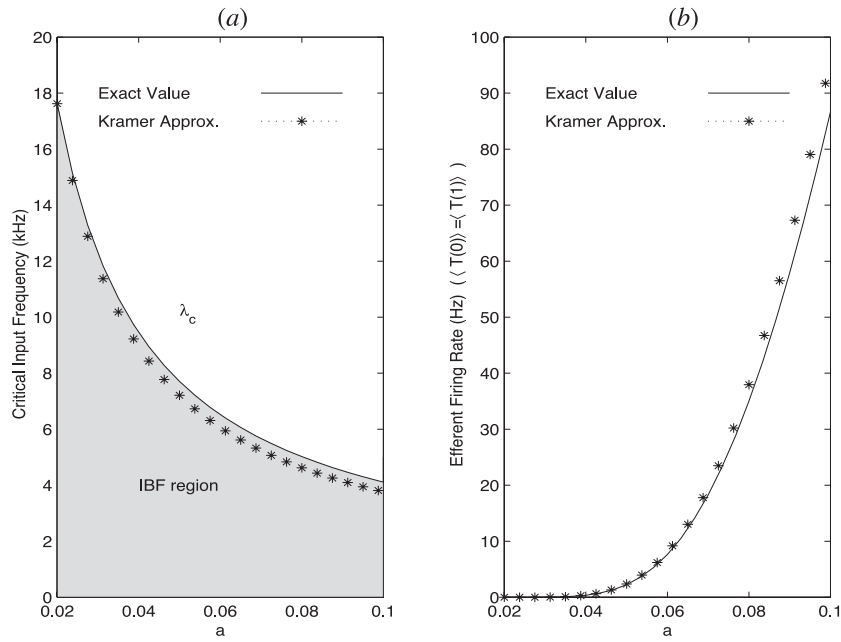 (a)
20
18
16
14
12
10
8
6
4
2
0
Critical Input Frequency (kHz)
Exact Value
Kramer Approx.
λc
IBF region
0.02
0.04
0.06
0.08
0.1
a
(b)
100
90
80
70
60
50
40
30
20
10
0
Efferent Firing Rate (Hz) ( ⟨ T(0)⟩ =⟨ T(1)⟩ )
Exact Value
Kramer Approx.
0.02
0.04
0.06
0.08
0.1
a